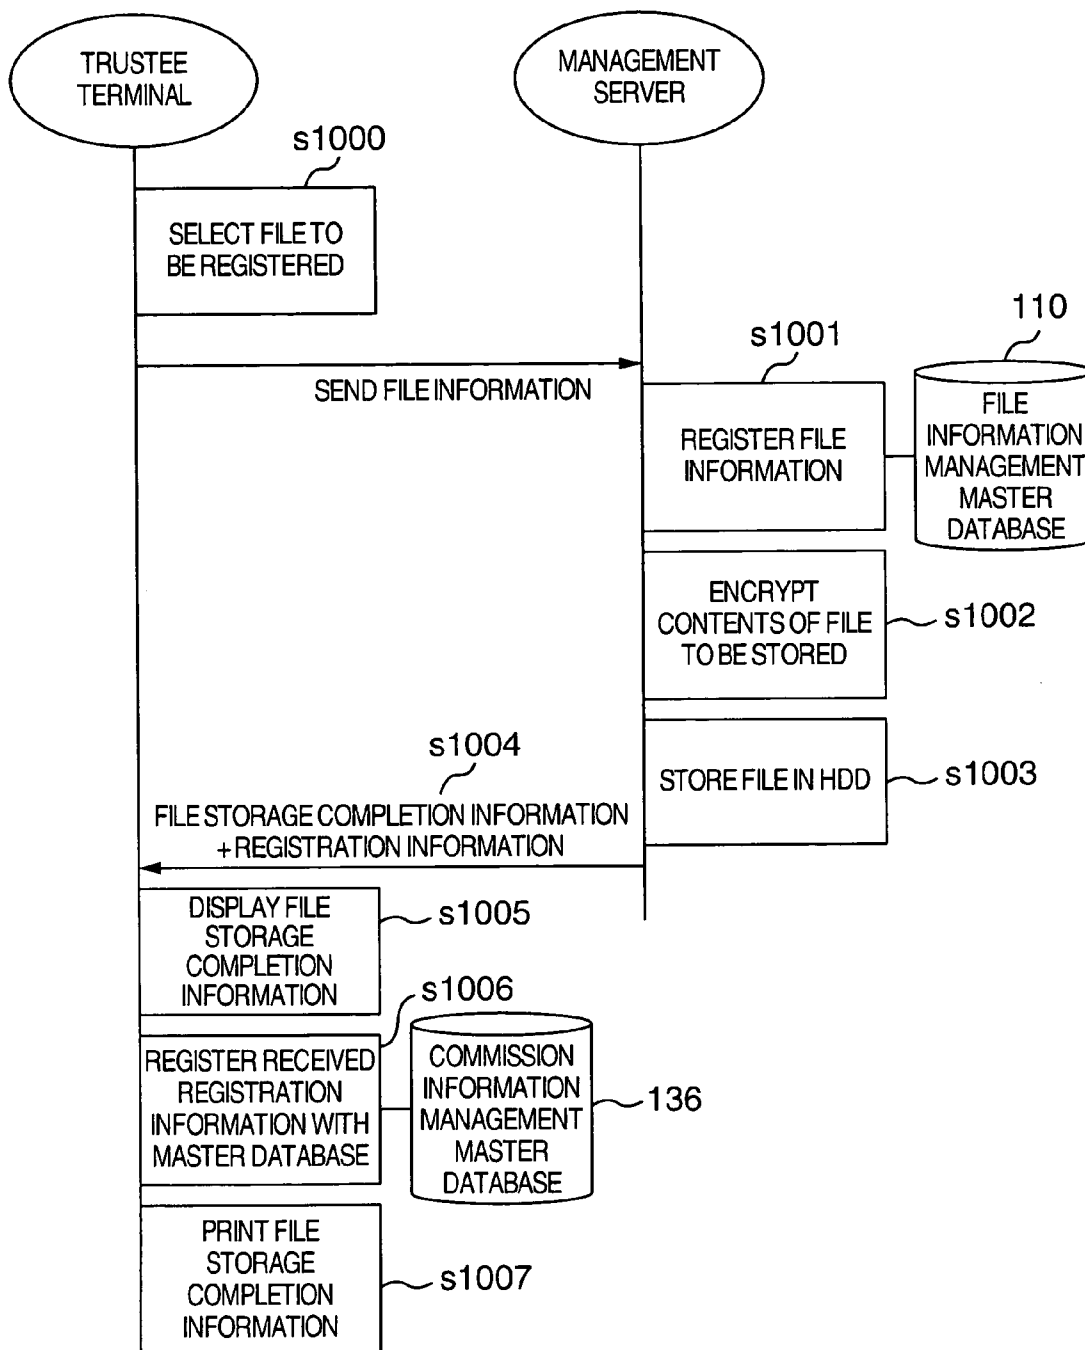 TRUSTEE
TERMINAL
MANAGEMENT
SERVER
s1000
SELECT FILE TO
BE REGISTERED
SEND FILE INFORMATION
s1001
110
REGISTER FILE
INFORMATION
FILE
INFORMATION
MANAGEMENT
MASTER
DATABASE
ENCRYPT
CONTENTS OF FILE
TO BE STORED
s1002
STORE FILE IN HDD
s1003
s1004
FILE STORAGE COMPLETION INFORMATION
+REGISTRATION INFORMATION
DISPLAY FILE
STORAGE
COMPLETION
INFORMATION
s1005
s1006
REGISTER RECEIVED
REGISTRATION
INFORMATION WITH
MASTER DATABASE
COMMISSION
INFORMATION
MANAGEMENT
MASTER
DATABASE
136
PRINT FILE
STORAGE
COMPLETION
INFORMATION
s1007